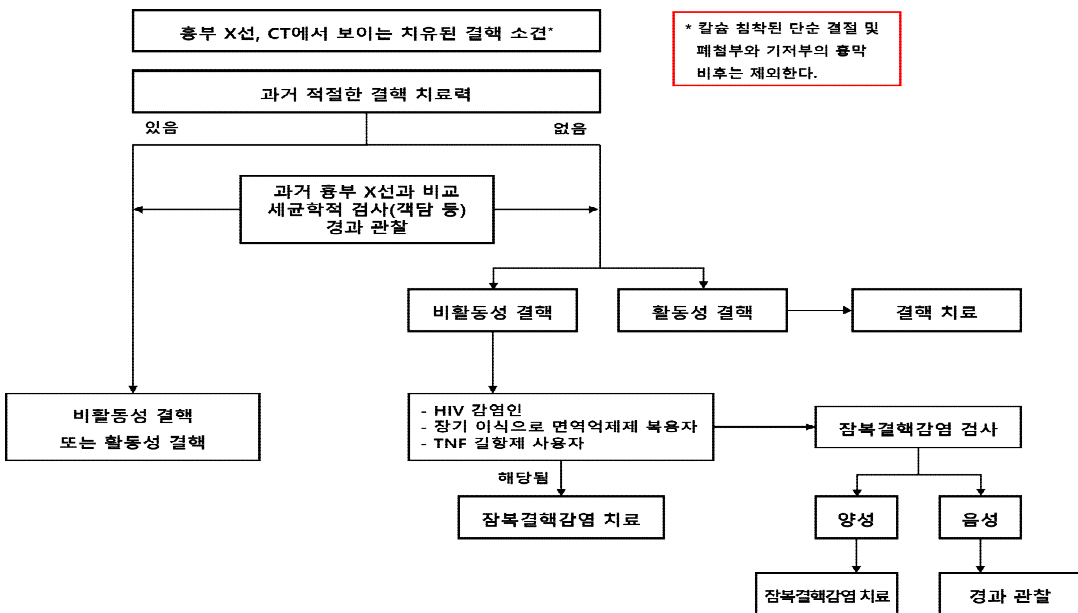 흉부 X선, CT에서 보이는 치유된 결핵 소견*
* 칼슘 침착된 단순 결절 및
폐첨부와 기저부의 흉막
비후는 제외한다.
과거 적절한 결핵 치료력
있음
없음
과거 흉부 X선과 비교
세균학적 검사(객담 등)
경과 관찰
비활동성 결핵
활동성 결핵
결핵 치료
비활동성 결핵
또는 활동성 결핵
- HIV 감염인
- 장기 이식으로 면역억제제 복용자
- TNF 길항제 사용자
잠복결핵감염 검사
해당됨
잠복결핵감염 치료
양성
음성
잠복결핵감염 치료
경과 관찰